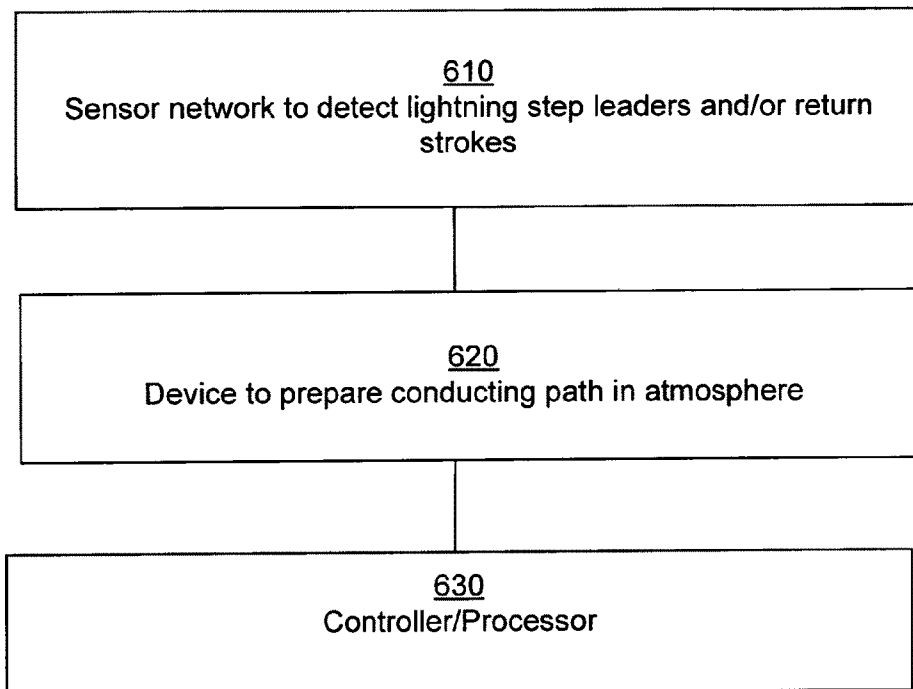 610
Sensor network to detect lightning step leaders and/or return
strokes
620
Device to prepare conducting path in atmosphere
630
Controller/Processor